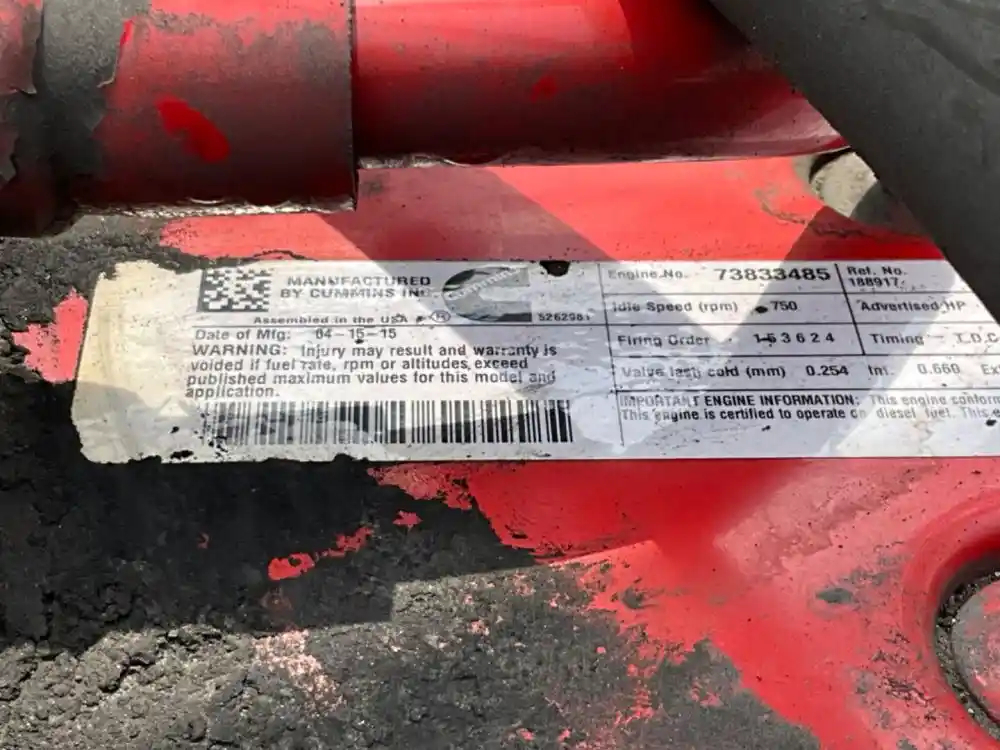 MANUFACTURED
BY CUMMINS INC.
Assembled in the USA ®
526298
Date of Mfg: 04-15-15
WARNING: Injury may result and warranty is
voided if fuel rate, rpm or altitudes exceed
published maximum values for this model and
application.
Engine No. 73833485
Ref. No.
188917
Idle Speed (rpm) 750
Advertised HP
Firing Order 153624
Timing – T.D.C
Valve lash cold (mm) 0.254 Int. 0.660
IMPORTANT ENGINE INFORMATION: This engine
This engine is certified to operate on diesel fuel. This